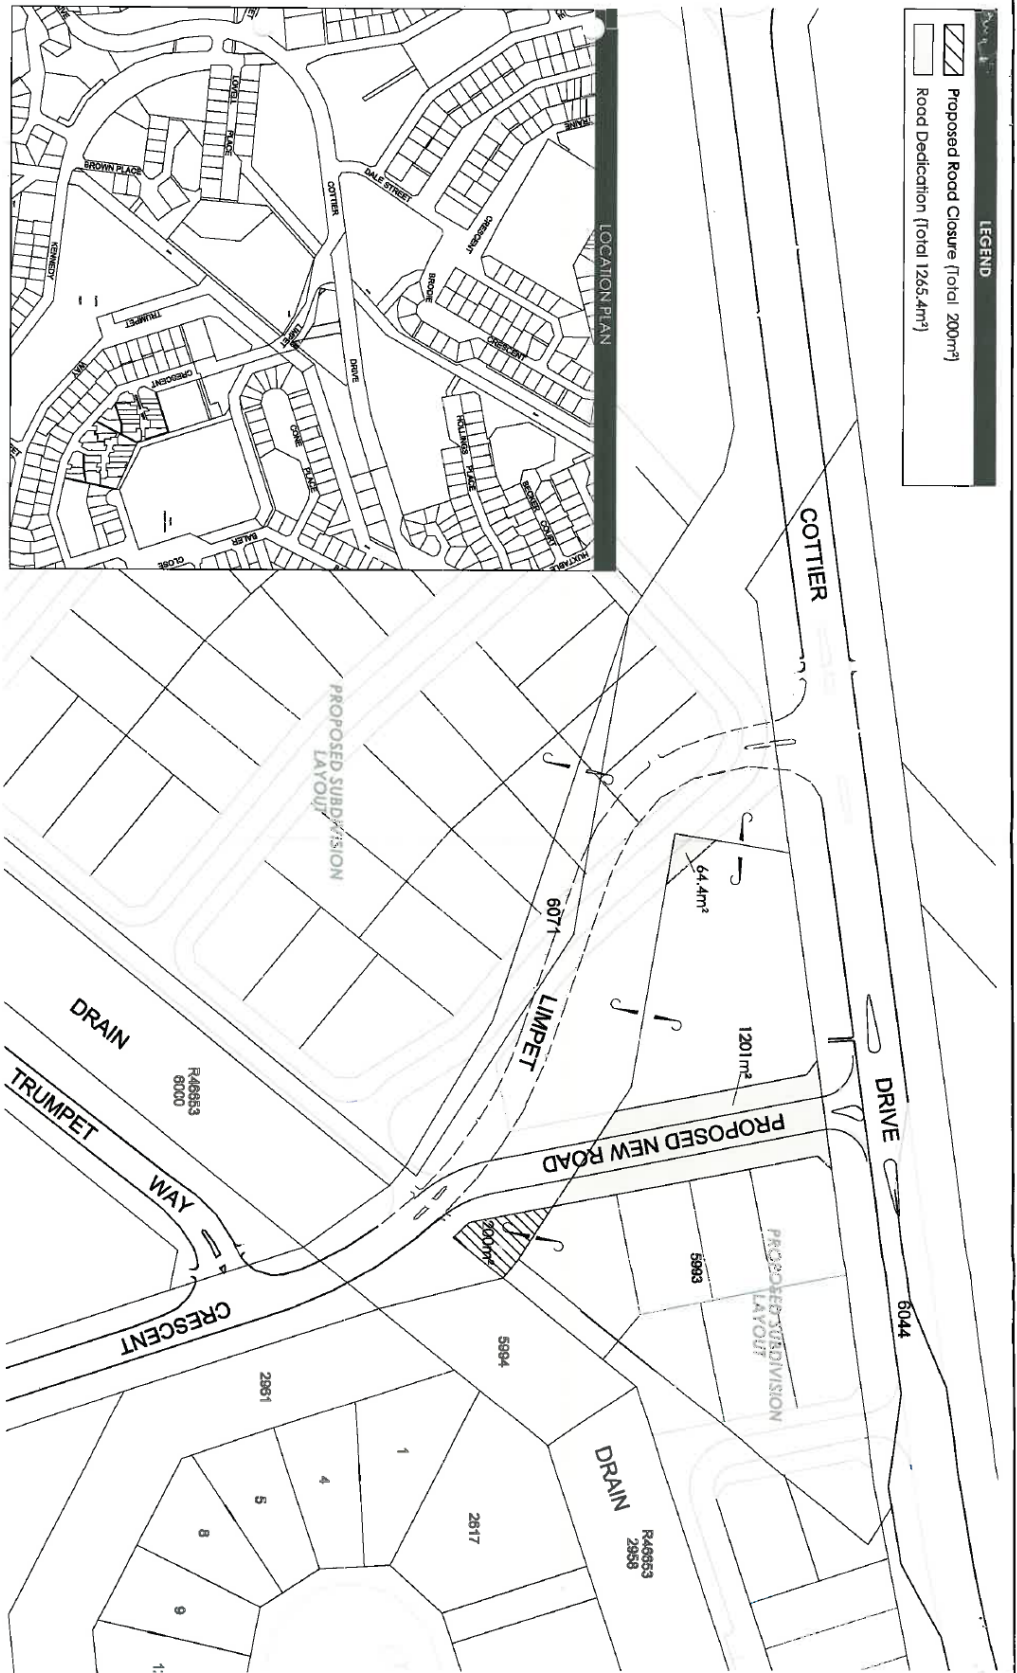 LEGEND
Proposed Road Closure (Total 200m²)
Road Dedication (Total 1265.4m²)
LOCATION PLAN
LOVELL
PLACE
BROWN PLACE
KENNEDY
COTTIER
DALE STREET
CRESCENT
BRODIE
CRESCENT
TRUMPET
WAY
CRESCENT
LIMPET
DRIVE
CONE
PLACE
HOLLINGS
PLACE
BECKER
COURT
BALER
CLOSE
COTTIER
DRIVE
6044
PROPOSED SUBDIVISION
LAYOUT
64.4m²
6071
LIMPET
1201m²
PROPOSED NEW ROAD
PROPOSED SUBDIVISION
LAYOUT
5993
200m²
DRAIN
R46653
6000
TRUMPET
WAY
CRESCENT
5994
2961
1
4
5
8
9
2617
DRAIN
R46653
2958